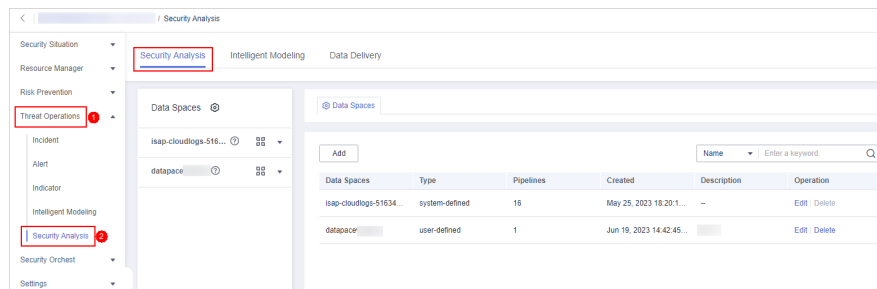 / Security Analysis
Security Situation
Resource Manager
Risk Prevention
Threat Operations 1
Incident
Alert
Indicator
Intelligent Modeling
Security Analysis 2
Security Orchest
Settings
Security Analysis Intelligent Modeling Data Delivery
Data Spaces
isap-cloudlogs-516...
datapace
Data Spaces
Add Name Enter a keyword.
Data Spaces Type Pipelines Created Description Operation
isap-cloudlogs-51634... system-defined 16 May 25, 2023 18:20:1... -- Edit | Delete
datapace user-defined 1 Jun 19, 2023 14:42:45... Edit | Delete